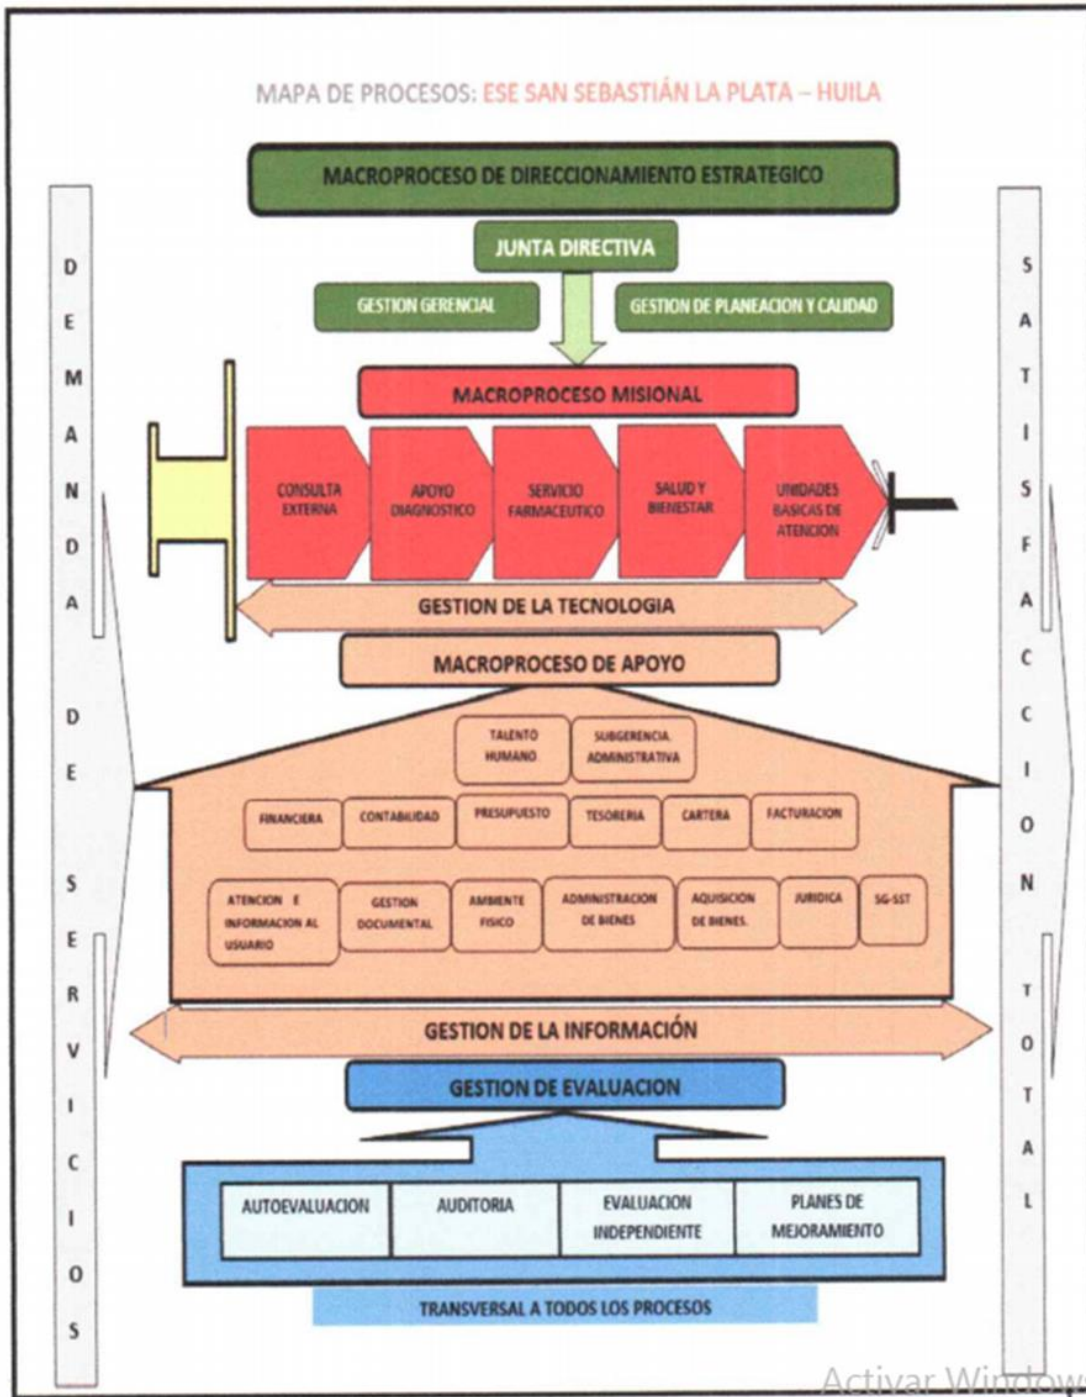 MAPA DE PROCESOS: ESE SAN SEBASTIÁN LA PLATA – HUILA
MACROPROCESO DE DIRECCIONAMIENTO ESTRATEGICO
JUNTA DIRECTIVA
GESTION GERENCIAL
GESTION DE PLANEACION Y CALIDAD
DEMANDA DE SERVICIOS
MACROPROCESO MISIONAL
CONSULTA
EXTERNA
APOYO
DIAGNOSTICO
SERVICIO
FARMACEUTICO
SALUD Y
BIENESTAR
UNIDADES
BASICAS DE
ATENCION
GESTION DE LA TECNOLOGIA
MACROPROCESO DE APOYO
TALENTO
HUMANO
SUBGERENCIA
ADMINISTRATIVA
FINANCIERA
CONTABILIDAD
PRESUPUESTO
TESORERIA
CARTERA
FACTURACION
ATENCION E
INFORMACION AL
USUARIO
GESTION
DOCUMENTAL
AMBIENTE
FISICO
ADMINISTRACION
DE BIENES
AQUISICION
DE BIENES.
JURIDICA
SG-SST
GESTION DE LA INFORMACIÓN
GESTION DE EVALUACION
AUTOEVALUACION
AUDITORIA
EVALUACION
INDEPENDIENTE
PLANES DE
MEJORAMIENTO
TRANSVERSAL A TODOS LOS PROCESOS
SATISFACCION TOTAL
Activar Windows